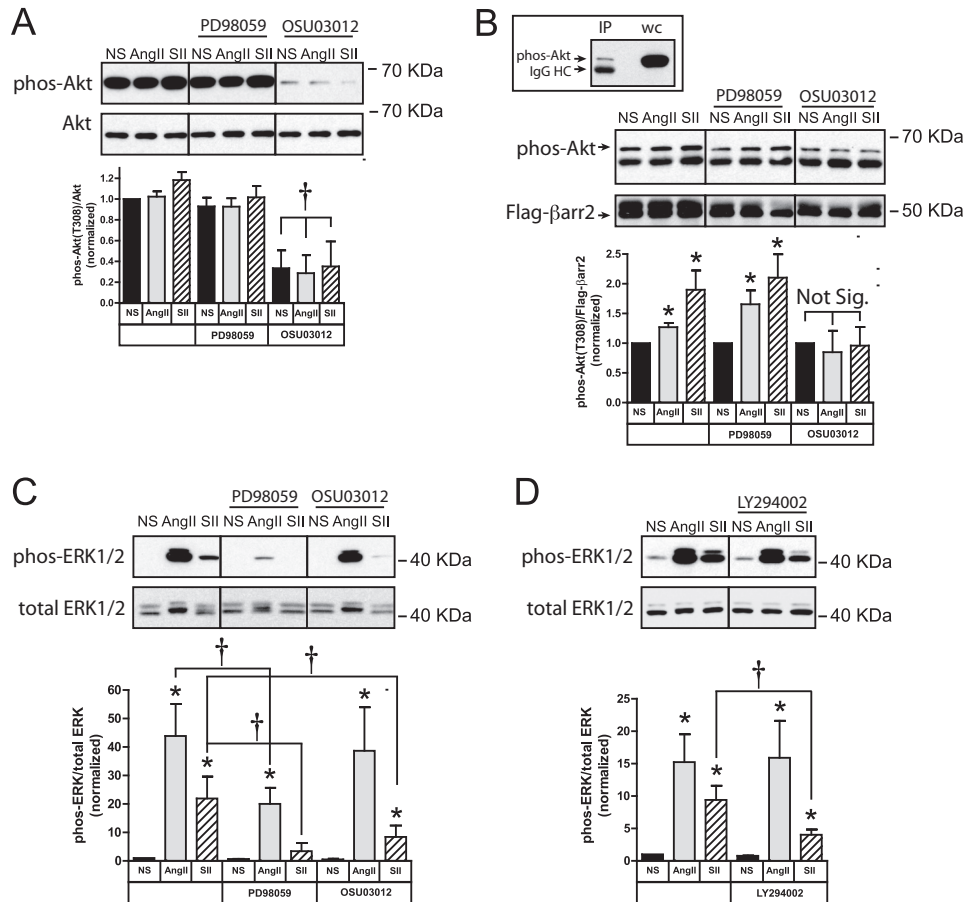 A
PD98059 OSU03012
NS AngII SII NS AngII SII NS AngII SII
phos-Akt
70 KDa
Akt
70 KDa
phos-Akt(T308)/Akt
(normalized)
1.2
1.0
0.8
0.6
0.4
0.2
0.0
†
NS AngII SII NS AngII SII NS AngII SII
PD98059 OSU03012
B
IP wc
phos-Akt
IgG HC
PD98059 OSU03012
NS AngII SII NS AngII SII NS AngII SII
phos-Akt
70 KDa
Flag-βarr2
50 KDa
phos-Akt(T308)/Flag-βarr2
(normalized)
2.5
2.0
1.5
1.0
0.5
0.0
* * * * Not Sig.
NS AngII SII NS AngII SII NS AngII SII
PD98059 OSU03012
C
PD98059 OSU03012
NS AngII SII NS AngII SII NS AngII SII
phos-ERK1/2
40 KDa
total ERK1/2
40 KDa
phos-ERK/total ERK
(normalized)
60
50
40
30
20
10
0
† † †
* * * * *
NS AngII SII NS AngII SII NS AngII SII
PD98059 OSU03012
D
LY294002
NS AngII SII NS AngII SII
phos-ERK1/2
40 KDa
total ERK1/2
40 KDa
phos-ERK/total ERK
(normalized)
25
20
15
10
5
0
†
* * * *
NS AngII SII NS AngII SII
LY294002